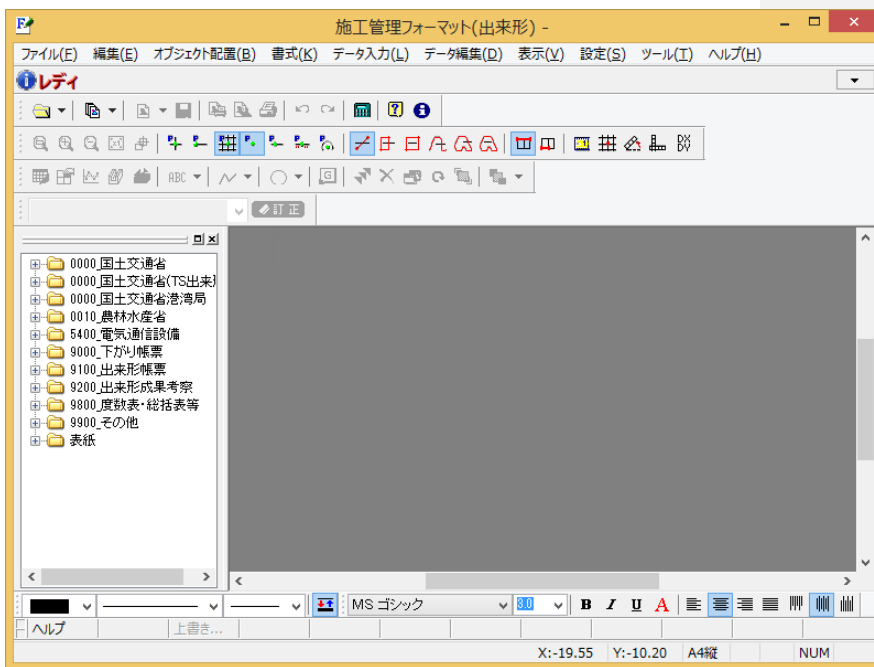 施工管理フォーマット(出来形) -
ファイル(F) 編集(E) オブジェクト配置(B) 書式(K) データ入力(L) データ編集(D) 表示(V) 設定(S) ツール(T) ヘルプ(H)
レディ
ABC
訂正
0000_国土交通省
0000_国土交通省(TS出来形
0000_国土交通省港湾局
0010_農林水産省
5400_電気通信設備
9000_下がり帳票
9100_出来形帳票
9200_出来形成果考察
9800_度数表・総括表等
9900_その他
表紙
MS ゴシック 3.0 B I U A
ヘルプ 上書き...
X:-19.55 Y:-10.20 A4縦 NUM